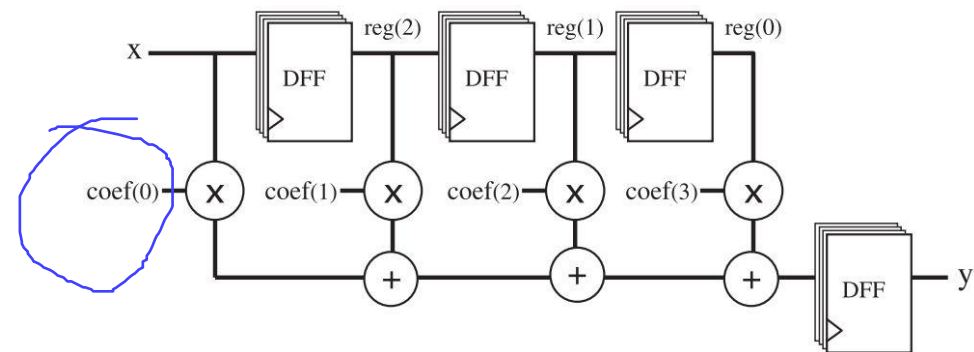 reg(2) reg(1) reg(0)
x DFF DFF DFF
coef(0) x coef(1) x coef(2) x coef(3) x
+ + + DFF y